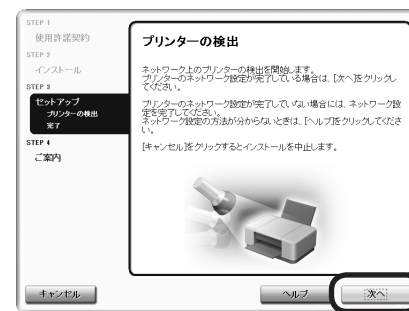 STEP 1
使用許諾契約
STEP 2
インストール
STEP 3
セットアップ
プリンターの検出
完了
STEP 4
ご案内
プリンターの検出
ネットワーク上のプリンターの検出を開始します。
プリンターのネットワーク設定が完了している場合は、[次へ]をクリックし
てください。
プリンターのネットワーク設定が完了していない場合には、ネットワーク設
定を完了してください。
ネットワーク設定の方法が分からないときは、[ヘルプ]をクリックしてくださ
い。
[キャンセル]をクリックするとインストールを中止します。
キャンセル
ヘルプ
次へ